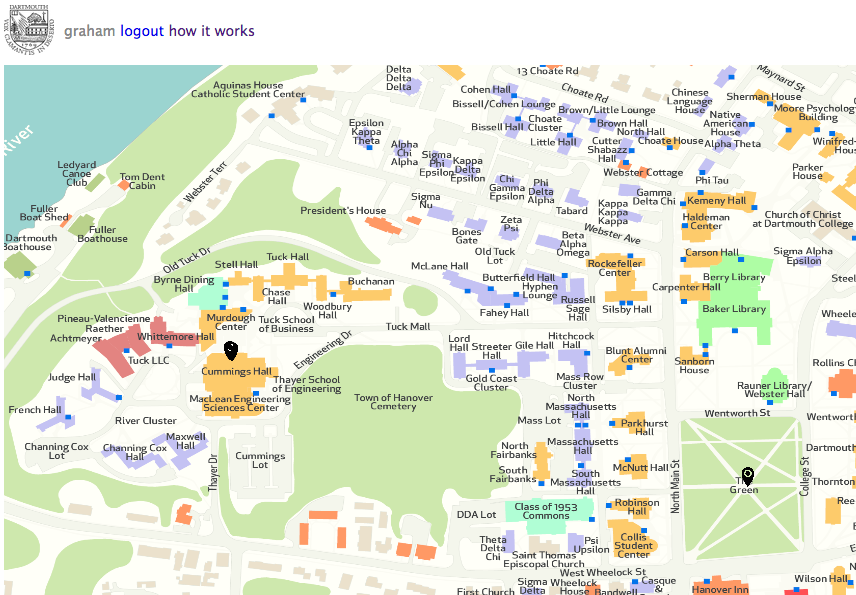 DARTMOUTH
VOX CLAMANTIS IN DESERTO
1769
graham logout how it works
River
Aquinas House
Catholic Student Center
Delta
Delta
Delta
13 Choate Rd
Cohen Hall
Choate Rd
Bissell/Cohen Lounge
Brown/Little Lounge
Choate
Cluster
Bissell Hall
Brown Hall
Little Hall
North Hall
Cutter
Shabazz
Hall
Choate House
Chinese
Language
House
Maynard St
Sherman House
Moore Psychology
Building
Native
American
House
Alpha Theta
Winifred-
Hous
Parker
House
Epsilon
Kappa
Theta
Alpha
Chi
Alpha
Sigma
Phi
Epsilon
Kappa
Delta
Epsilon
Chi
Gamma
Epsilon
Phi
Delta
Alpha
Tabard
Kappa
Kappa
Kappa
Webster Cottage
Gamma
Delta Chi
Phi Tau
Kemeny Hall
Haldeman
Center
Church of Christ
at Dartmouth College
Ledyard
Canoe
Club
Tom Dent
Cabin
Webster Terr
Fuller
Boat Shed
Fuller
Boathouse
Dartmouth
Boathouse
President's House
Sigma
Nu
Bones
Gate
Zeta
Psi
Old Tuck
Lot
Beta
Alpha
Omega
Webster Ave
Rockefeller
Center
Carson Hall
Berry Library
Sigma Alpha
Epsilon
Steel
Old Tuck Dr
Stell Hall
Tuck Hall
Byrne Dining
Hall
Chase
Hall
Buchanan
Woodbury
Hall
McLane Hall
Butterfield Hall
Hyphen
Lounge
Fahey Hall
Russell
Sage
Hall
Silsby Hall
Carpenter Hall
Baker Library
Wheele
Pineau-Valencienne
Raether
Achtmeyer
Whittemore Hall
Tuck LLC
Murdough
Center
Tuck School
of Business
Tuck Mall
Engineering Dr
Lord
Hall
Streeter
Hall
Gile Hall
Hitchcock
Hall
Gold Coast
Cluster
Mass Row
Cluster
Blunt Alumni
Center
Sanborn
House
Rollins Ch
Judge Hall
Cummings Hall
Thayer School
of Engineering
MacLean Engineering
Sciences Center
Town of Hanover
Cemetery
French Hall
River Cluster
Channing Cox
Lot
Channing Cox
Hall
Maxwell
Hall
Thayer Dr
Cummings
Lot
Mass Lot
North
Massachusetts
Hall
Massachusetts
Hall
South
Massachusetts
Hall
North
Fairbanks
South
Fairbanks
Parkhurst
Hall
McNutt Hall
Rauner Library/
Webster Hall
Wentworth St
Wentwort
Dartmouth
North Main St
College St
The
Green
Thornton
Ree
DDA Lot
Class of 1953
Commons
Robinson
Hall
Collis
Student
Center
Theta
Delta
Chi
Saint Thomas
Episcopal Church
Psi
Upsilon
West Wheelock St
First Church
Sigma
Delta
Wheelock
House
Bandwell
Casque
&
Hanover Inn
Wilson Hall